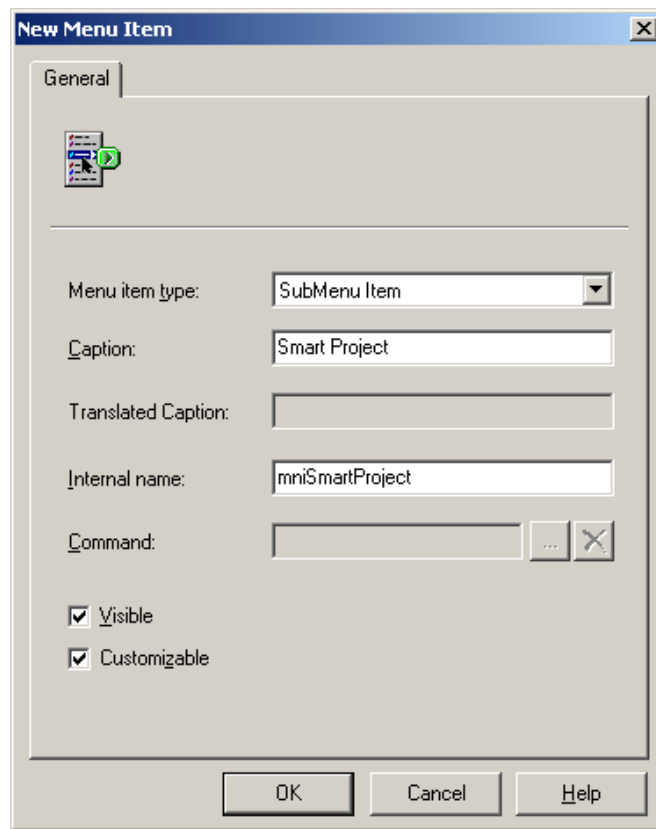 New Menu Item
General
Menu item type: SubMenu Item
Caption: Smart Project
Translated Caption:
Internal name: mniSmartProject
Command: ...
Visible
Customizable
OK Cancel Help